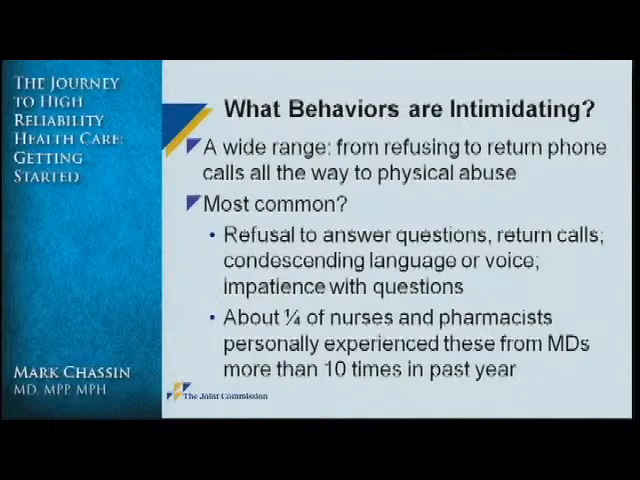 THE JOURNEY
TO HIGH
RELIABILITY
HEALTH CARE:
GETTING
STARTED
MARK CHASSIN
MD, MPP, MPH
What Behaviors are Intimidating?
A wide range: from refusing to return phone
calls all the way to physical abuse
Most common?
• Refusal to answer questions, return calls;
condescending language or voice;
impatience with questions
• About ¼ of nurses and pharmacists
personally experienced these from MDs
more than 10 times in past year
The Joint Commission